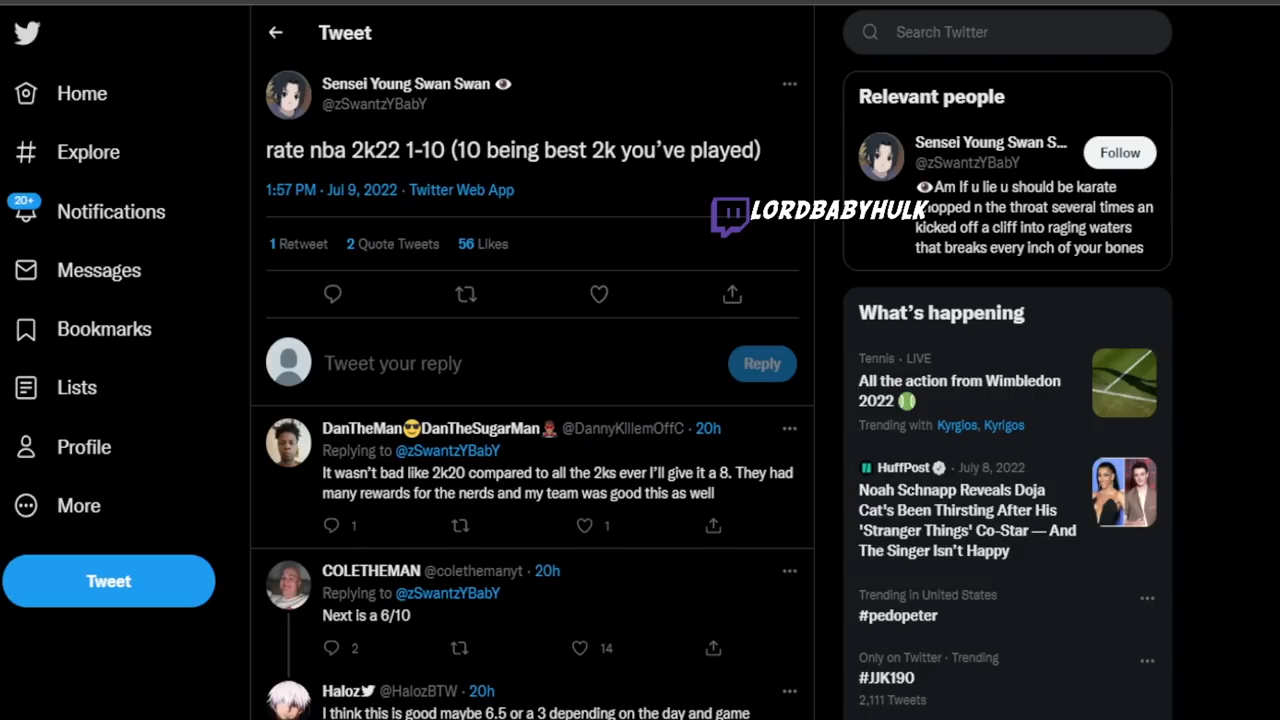 Home
Explore
20+
Notifications
Messages
Bookmarks
Lists
Profile
More
Tweet
Tweet
Sensei Young Swan Swan
@zSwantzYBabY
rate nba 2k22 1-10 (10 being best 2k you've played)
1:57 PM · Jul 9, 2022 · Twitter Web App
1 Retweet 2 Quote Tweets 56 Likes
Tweet your reply
Reply
DanTheMan😎DanTheSugarMan @DannyKIllemOffC · 20h
Replying to @zSwantzYBabY
It wasn't bad like 2k20 compared to all the 2ks ever I'll give it a 8. They had
many rewards for the nerds and my team was good this as well
1 1
COLETHEMAN @colethemanyt · 20h
Replying to @zSwantzYBabY
Next is a 6/10
2 14
Haloz @HalozBTW · 20h
I think this is good maybe 6.5 or a 3 depending on the day and game
LORDBABYHULK
Search Twitter
Relevant people
Sensei Young Swan S...
@zSwantzYBabY
Follow
👁Am If u lie u should be karate
hopped n the throat several times an
kicked off a cliff into raging waters
that breaks every inch of your bones
What's happening
Tennis · LIVE
All the action from Wimbledon
2022
Trending with Kyrgios, Kyrigos
HuffPost · July 8, 2022
Noah Schnapp Reveals Doja
Cat's Been Thirsting After His
'Stranger Things' Co-Star — And
The Singer Isn't Happy
Trending in United States
#pedopeter
Only on Twitter · Trending
#JJK190
2,111 Tweets